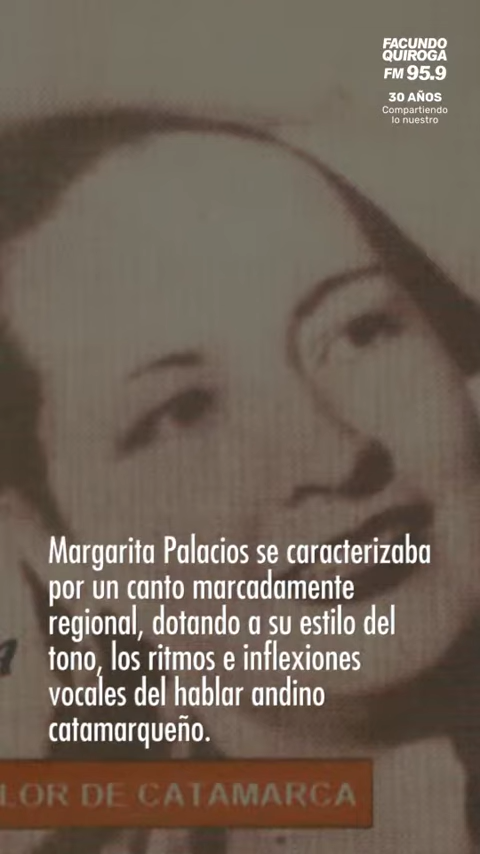 FACUNDO
QUIROGA
FM 95.9
30 AÑOS
Compartiendo
lo nuestro
Margarita Palacios se caracterizaba
por un canto marcadamente
regional, dotando a su estilo del
tono, los ritmos e inflexiones
vocales del hablar andino
catamarqueño.
LOR DE CATAMARCA